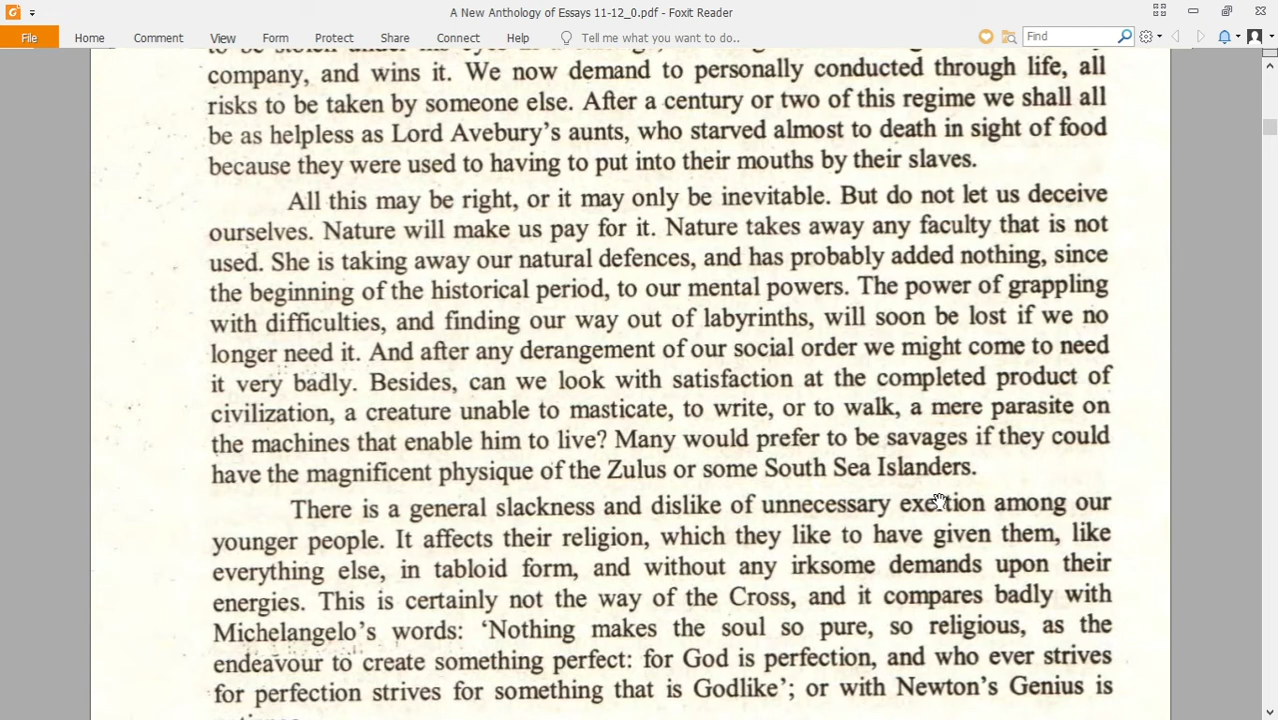 A New Anthology of Essays 11-12_0.pdf - Foxit Reader
File Home Comment View Form Protect Share Connect Help Tell me what you want to do.. Find
company, and wins it. We now demand to personally conducted through life, all
risks to be taken by someone else. After a century or two of this regime we shall all
be as helpless as Lord Avebury's aunts, who starved almost to death in sight of food
because they were used to having to put into their mouths by their slaves.
All this may be right, or it may only be inevitable. But do not let us deceive
ourselves. Nature will make us pay for it. Nature takes away any faculty that is not
used. She is taking away our natural defences, and has probably added nothing, since
the beginning of the historical period, to our mental powers. The power of grappling
with difficulties, and finding our way out of labyrinths, will soon be lost if we no
longer need it. And after any derangement of our social order we might come to need
it very badly. Besides, can we look with satisfaction at the completed product of
civilization, a creature unable to masticate, to write, or to walk, a mere parasite on
the machines that enable him to live? Many would prefer to be savages if they could
have the magnificent physique of the Zulus or some South Sea Islanders.
There is a general slackness and dislike of unnecessary exertion among our
younger people. It affects their religion, which they like to have given them, like
everything else, in tabloid form, and without any irksome demands upon their
energies. This is certainly not the way of the Cross, and it compares badly with
Michelangelo's words: 'Nothing makes the soul so pure, so religious, as the
endeavour to create something perfect: for God is perfection, and who ever strives
for perfection strives for something that is Godlike'; or with Newton's Genius is